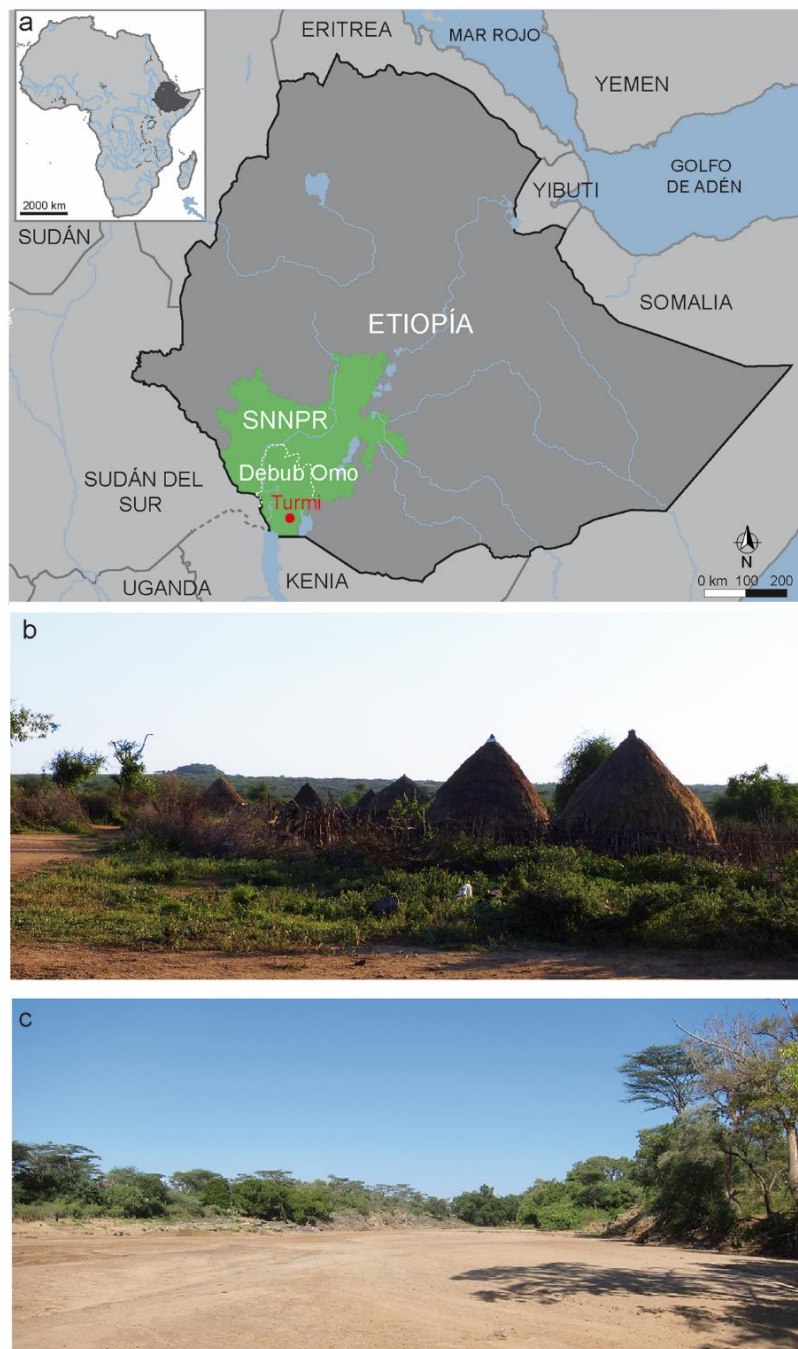 a
ERITREA
MAR ROJO
YEMEN
GOLFO
DE ADÉN
YIBUTI
2000 km
SUDÁN
SOMALIA
ETIOPÍA
SNNPR
Debub Omo
SUDÁN DEL
SUR
Turmi
N
UGANDA
KENIA
0 km 100 200
b
c